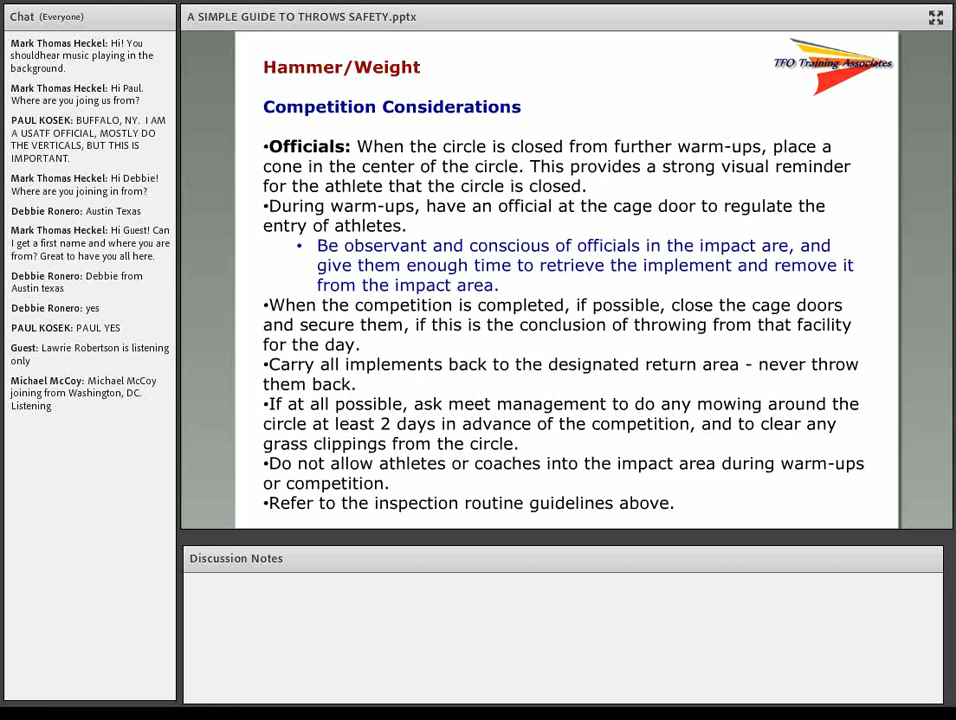 Chat (Everyone)
Mark Thomas Heckel: Hi! You
shouldhear music playing in the
background.
Mark Thomas Heckel: Hi Paul.
Where are you joing us from?
PAUL KOSEK: BUFFALO, NY.  I AM
A USATF OFFICIAL, MOSTLY DO
THE VERTICALS, BUT THIS IS
IMPORTANT.
Mark Thomas Heckel: Hi Debbie!
Where are you joining in from?
Debbie Ronero: Austin Texas
Mark Thomas Heckel: Hi Guest! Can
I get a first name and where you are
from? Great to have you all here.
Debbie Ronero: Debbie from
Austin texas
Debbie Ronero: yes
PAUL KOSEK: PAUL YES
Guest: Lawrie Robertson is listening
only
Michael McCoy: Michael McCoy
joining from Washington, DC.
Listening
A SIMPLE GUIDE TO THROWS SAFETY.pptx
TFO Training Associates
Hammer/Weight
Competition Considerations
•Officials: When the circle is closed from further warm-ups, place a
cone in the center of the circle. This provides a strong visual reminder
for the athlete that the circle is closed.
•During warm-ups, have an official at the cage door to regulate the
entry of athletes.
• Be observant and conscious of officials in the impact are, and
give them enough time to retrieve the implement and remove it
from the impact area.
•When the competition is completed, if possible, close the cage doors
and secure them, if this is the conclusion of throwing from that facility
for the day.
•Carry all implements back to the designated return area - never throw
them back.
•If at all possible, ask meet management to do any mowing around the
circle at least 2 days in advance of the competition, and to clear any
grass clippings from the circle.
•Do not allow athletes or coaches into the impact area during warm-ups
or competition.
•Refer to the inspection routine guidelines above.
Discussion Notes